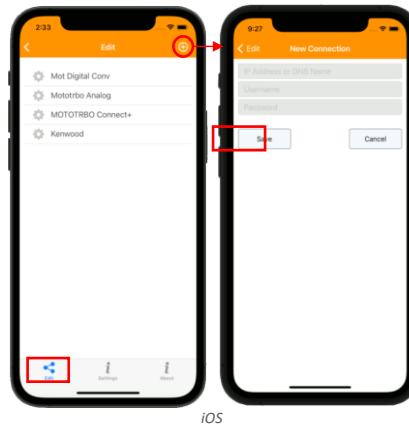 2:33
Edit
Mot Digital Conv
Mototrbo Analog
MOTOTRBO Connect+
Kenwood
Edit
Settings
About
9:27
Edit
New Connection
IP Address or DNS Name
Username
Password
Save
Cancel
iOS